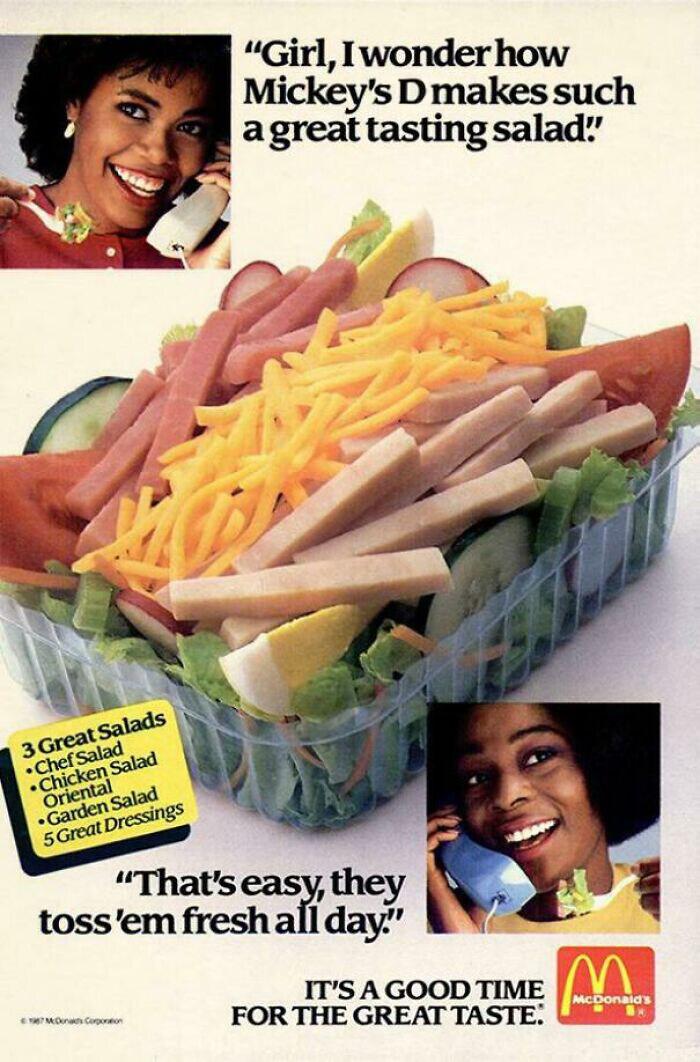 “Girl, I wonder how
Mickey's D makes such
a great tasting salad.”
3 Great Salads
• Chef Salad
• Chicken Salad
Oriental
• Garden Salad
5 Great Dressings
“That's easy, they
toss 'em fresh all day.”
IT'S A GOOD TIME
FOR THE GREAT TASTE.®
McDonald's
®
© 1987 McDonald's Corporation